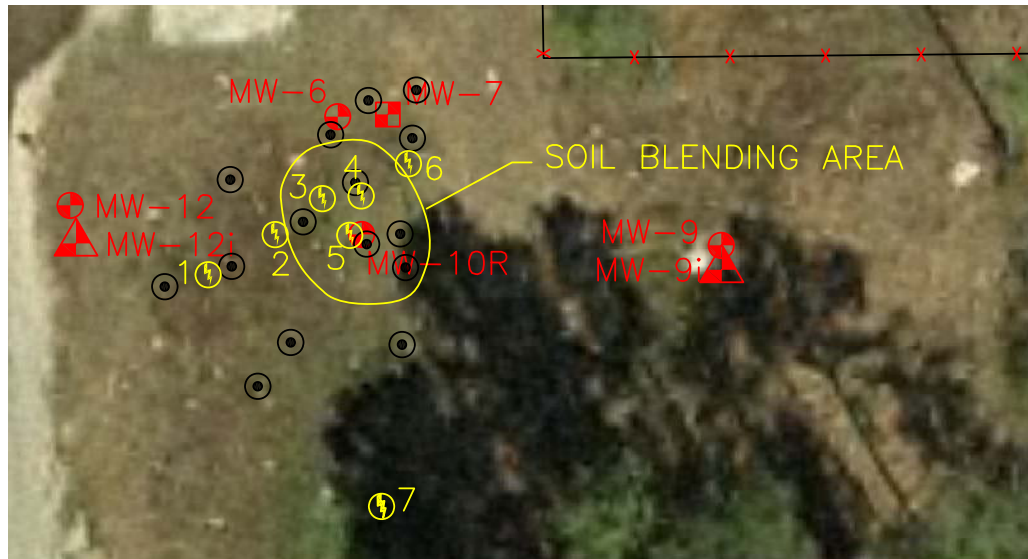 MW-6
MW-7
SOIL BLENDING AREA
4
6
3
MW-12
MW-12i
MW-9
MW-9i
2
5
MW-10R
1
7